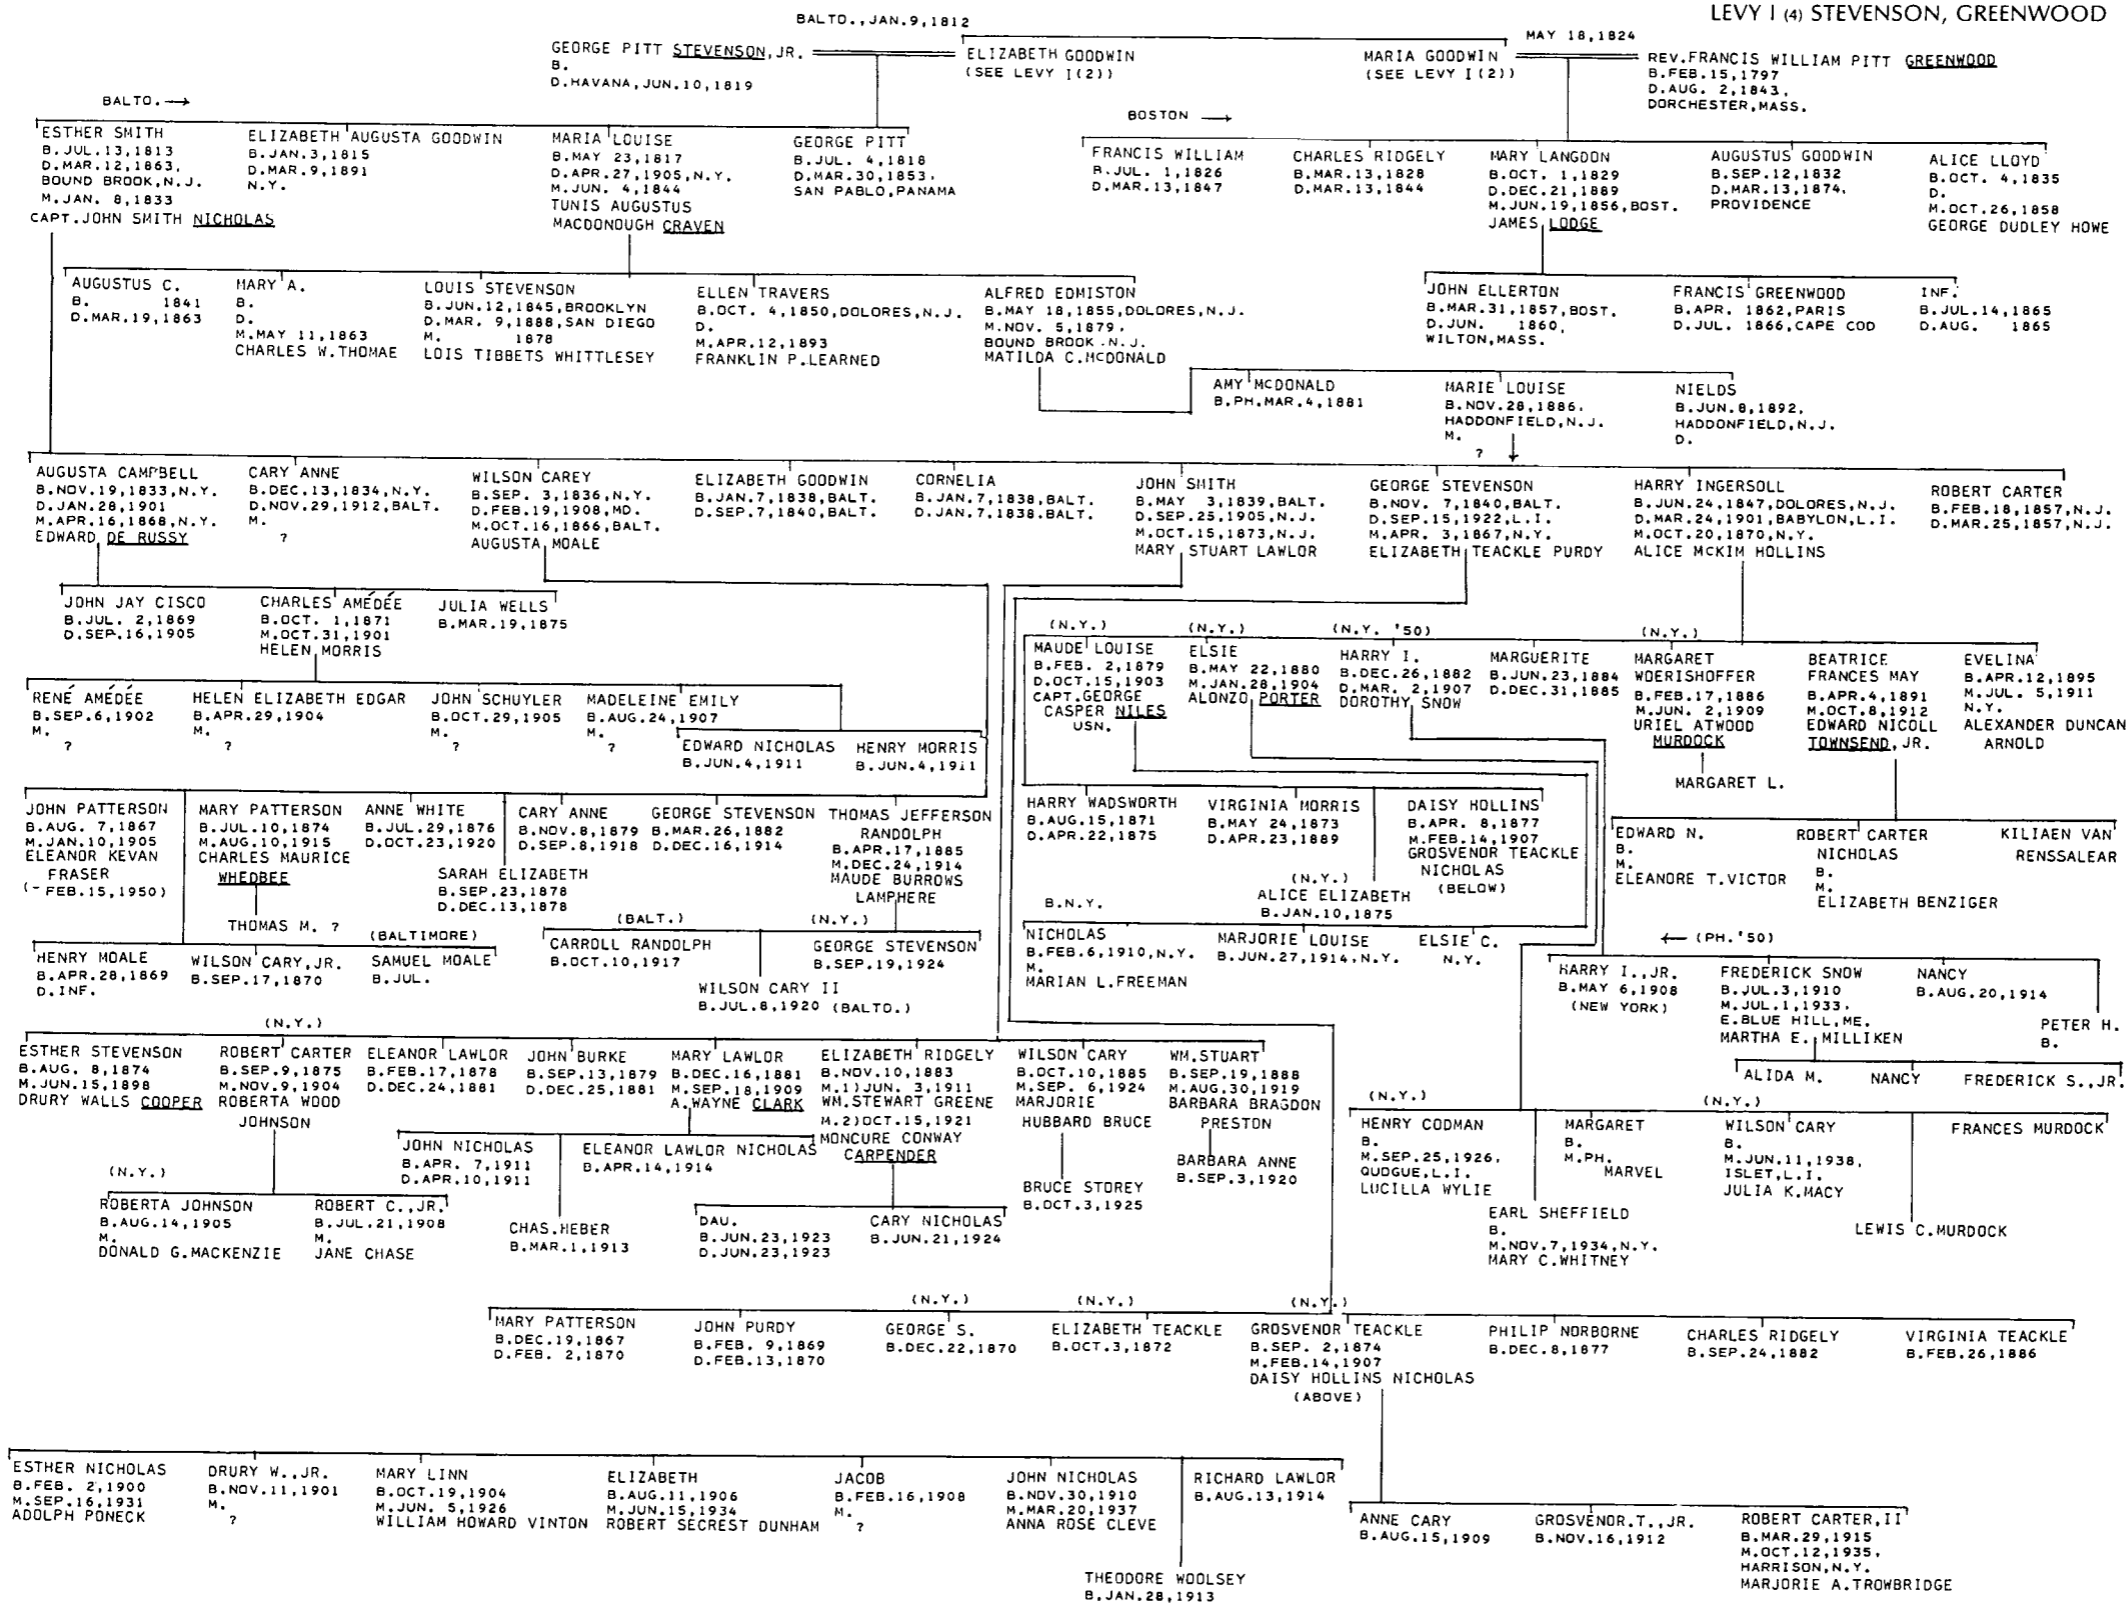 LEVY I (4) STEVENSON, GREENWOOD
BALTO., JAN.9,1812
MAY 18,1824
GEORGE PITT STEVENSON, JR.
B.
D.HAVANA,JUN.10,1819
ELIZABETH GOODWIN
(SEE LEVY I(2))
MARIA GOODWIN
(SEE LEVY I(2))
REV.FRANCIS WILLIAM PITT GREENWOOD
B.FEB.15,1797
D.AUG. 2,1843,
DORCHESTER,MASS.
BALTO.→
ESTHER SMITH
B.JUL.13,1813
D.MAR.12,1863,
BOUND BROOK,N.J.
M.JAN. 8,1833
CAPT.JOHN SMITH NICHOLAS
ELIZABETH AUGUSTA GOODWIN
B.JAN.3,1815
D.MAR.9,1891
N.Y.
MARIA LOUISE
B.MAY 23,1817
D.APR.27,1905,N.Y.
M.JUN. 4,1844
TUNIS AUGUSTUS
MACDONOUGH CRAVEN
GEORGE PITT
B.JUL. 4,1818
D.MAR.30,1853,
SAN PABLO,PANAMA
BOSTON →
FRANCIS WILLIAM
B.JUL. 1,1826
D.MAR.13,1847
CHARLES RIDGELY
B.MAR.13,1828
D.MAR.13,1844
MARY LANGDON
B.OCT. 1,1829
D.DEC.21,1889
M.JUN.19,1856,BOST.
JAMES LODGE
AUGUSTUS GOODWIN
B.SEP.12,1832
D.MAR.13,1874,
PROVIDENCE
ALICE LLOYD
B.OCT. 4,1835
D.
M.OCT.26,1858
GEORGE DUDLEY HOWE
AUGUSTUS C.
B. 1841
D.MAR.19,1863
MARY A.
B.
D.
M.MAY 11,1863
CHARLES W.THOMAE
LOUIS STEVENSON
B.JUN.12,1845,BROOKLYN
D.MAR. 9,1888,SAN DIEGO
M. 1878
LOIS TIBBETS WHITTLESEY
ELLEN TRAVERS
B.OCT. 4,1850,DOLORES,N.J.
D.
M.APR.12,1893
FRANKLIN P.LEARNED
ALFRED EDMISTON
B.MAY 18,1855,DOLORES,N.J.
M.NOV. 5,1879,
BOUND BROOK.N.J.
MATILDA C.MCDONALD
JOHN ELLERTON
B.MAR.31,1857,BOST.
D.JUN. 1860,
WILTON,MASS.
FRANCIS GREENWOOD
B.APR. 1862,PARIS
D.JUL. 1866,CAPE COD
INF.
B.JUL.14,1865
D.AUG. 1865
AMY MCDONALD
B.PH.MAR.4,1881
MARIE LOUISE
B.NOV.28,1886,
HADDONFIELD,N.J.
M.
?
NIELDS
B.JUN.8,1892,
HADDONFIELD,N.J.
D.
AUGUSTA CAMPBELL
B.NOV.19,1833,N.Y.
D.JAN.28,1901
M.APR.16,1868,N.Y.
EDWARD DE RUSSY
CARY ANNE
B.DEC.13,1834,N.Y.
D.NOV.29,1912,BALT.
M.
?
WILSON CAREY
B.SEP. 3,1836,N.Y.
D.FEB.19,1908,MD.
M.OCT.16,1866,BALT.
AUGUSTA MOALE
ELIZABETH GOODWIN
B.JAN.7,1838,BALT.
D.SEP.7,1840,BALT.
CORNELIA
B.JAN.7,1838,BALT.
D.JAN.7,1838.BALT.
JOHN SMITH
B.MAY 3,1839,BALT.
D.SEP.25,1905,N.J.
M.OCT.15,1873,N.J.
MARY STUART LAWLOR
GEORGE STEVENSON
B.NOV. 7,1840,BALT.
D.SEP.15,1922,L.I.
M.APR. 3,1867,N.Y.
ELIZABETH TEACKLE PURDY
HARRY INGERSOLL
B.JUN.24,1847,DOLORES,N.J.
D.MAR.24,1901,BABYLON,L.I.
M.OCT.20,1870,N.Y.
ALICE MCKIM HOLLINS
ROBERT CARTER
B.FEB.18,1857,N.J.
D.MAR.25,1857,N.J.
JOHN JAY CISCO
B.JUL. 2,1869
D.SEP.16,1905
CHARLES AMÉDÉE
B.OCT. 1,1871
M.OCT.31,1901
HELEN MORRIS
JULIA WELLS
B.MAR.19,1875
(N.Y.)
MAUDE LOUISE
B.FEB. 2,1879
D.OCT.15,1903
CAPT.GEORGE
CASPER NILES
USN.
(N.Y.)
ELSIE
B.MAY 22,1880
M.JAN.28,1904
ALONZO PORTER
(N.Y. '50)
HARRY I.
B.DEC.26,1882
D.MAR. 2,1907
DOROTHY SNOW
MARGUERITE
B.JUN.23,1884
D.DEC.31,1885
(N.Y.)
MARGARET
WOERISHOFFER
B.FEB.17,1886
M.JUN. 2,1909
URIEL ATWOOD
MURDOCK
MARGARET L.
BEATRICE
FRANCES MAY
B.APR.4,1891
M.OCT.8,1912
EDWARD NICOLL
TOWNSEND, JR.
EVELINA
B.APR.12,1895
M.JUL. 5,1911
N.Y.
ALEXANDER DUNCAN
ARNOLD
RENÉ AMÉDÉE
B.SEP.6,1902
M.
?
HELEN ELIZABETH EDGAR
B.APR.29,1904
M.
?
JOHN SCHUYLER
B.OCT.29,1905
M.
?
MADELEINE EMILY
B.AUG.24,1907
M.
?
EDWARD NICHOLAS
B.JUN.4,1911
HENRY MORRIS
B.JUN.4,1911
JOHN PATTERSON
B.AUG. 7,1867
M.JAN.10,1905
ELEANOR KEVAN
FRASER
(- FEB.15,1950)
MARY PATTERSON
B.JUL.10,1874
M.AUG.10,1915
CHARLES MAURICE
WHEDBEE
THOMAS M. ?
ANNE WHITE
B.JUL.29,1876
D.OCT.23,1920
SARAH ELIZABETH
B.SEP.23,1878
D.DEC.13,1878
CARY ANNE
B.NOV.8,1879
D.SEP.8,1918
GEORGE STEVENSON
B.MAR.26,1882
D.DEC.16,1914
THOMAS JEFFERSON
RANDOLPH
B.APR.17,1885
M.DEC.24,1914
MAUDE BURROWS
LAMPHERE
HARRY WADSWORTH
B.AUG.15,1871
D.APR.22,1875
VIRGINIA MORRIS
B.MAY 24,1873
D.APR.23,1889
(N.Y.)
ALICE ELIZABETH
B.JAN.10,1875
DAISY HOLLINS
B.APR. 8,1877
M.FEB.14,1907
GROSVENOR TEACKLE
NICHOLAS
(BELOW)
EDWARD N.
B.
M.
ELEANORE T.VICTOR
ROBERT CARTER
NICHOLAS
B.
M.
ELIZABETH BENZIGER
KILIAEN VAN
RENSSALEAR
HENRY MOALE
B.APR.28,1869
D.INF.
WILSON CARY,JR.
B.SEP.17,1870
(BALTIMORE)
SAMUEL MOALE
B.JUL.
(BALT.)
CARROLL RANDOLPH
B.OCT.10,1917
WILSON CARY II
B.JUL.8,1920 (BALTO.)
(N.Y.)
GEORGE STEVENSON
B.SEP.19,1924
B.N.Y.
NICHOLAS
B.FEB.6,1910,N.Y.
M.
MARIAN L.FREEMAN
MARJORIE LOUISE
B.JUN.27,1914,N.Y.
ELSIE C.
N.Y.
← (PH.'50)
HARRY I.,JR.
B.MAY 6,1908
(NEW YORK)
FREDERICK SNOW
B.JUL.3,1910
M.JUL.1,1933,
E.BLUE HILL,ME.
MARTHA E. MILLIKEN
NANCY
B.AUG.20,1914
PETER H.
B.
ALIDA M.
NANCY
FREDERICK S.,JR.
ESTHER STEVENSON
B.AUG. 8,1874
M.JUN.15,1898
DRURY WALLS COOPER
(N.Y.)
ROBERT CARTER
B.SEP.9,1875
M.NOV.9,1904
ROBERTA WOOD
JOHNSON
ELEANOR LAWLOR
B.FEB.17,1878
D.DEC.24,1881
JOHN BURKE
B.SEP.13,1879
D.DEC.25,1881
MARY LAWLOR
B.DEC.16,1881
M.SEP.18,1909
A.WAYNE CLARK
ELIZABETH RIDGELY
B.NOV.10,1883
M.1)JUN. 3,1911
WM.STEWART GREENE
M.2)OCT.15,1921
MONCURE CONWAY
CARPENDER
WILSON CARY
B.OCT.10,1885
M.SEP. 6,1924
MARJORIE
HUBBARD BRUCE
BRUCE STOREY
B.OCT.3,1925
WM.STUART
B.SEP.19,1888
M.AUG.30,1919
BARBARA BRAGDON
PRESTON
BARBARA ANNE
B.SEP.3,1920
(N.Y.)
HENRY CODMAN
B.
M.SEP.25,1926,
QUOGUE,L.I.
LUCILLA WYLIE
EARL SHEFFIELD
B.
M.NOV.7,1934,N.Y.
MARY C.WHITNEY
MARGARET
B.
M.PH.
MARVEL
(N.Y.)
WILSON CARY
B.
M.JUN.11,1938,
ISLET,L.I.
JULIA K.MACY
LEWIS C.MURDOCK
FRANCES MURDOCK
(N.Y.)
ROBERTA JOHNSON
B.AUG.14,1905
M.
DONALD G.MACKENZIE
ROBERT C.,JR.
B.JUL.21,1908
M.
JANE CHASE
JOHN NICHOLAS
B.APR. 7,1911
D.APR.10,1911
CHAS.HEBER
B.MAR.1,1913
ELEANOR LAWLOR NICHOLAS
B.APR.14,1914
DAU.
B.JUN.23,1923
D.JUN.23,1923
CARY NICHOLAS
B.JUN.21,1924
MARY PATTERSON
B.DEC.19,1867
D.FEB. 2,1870
JOHN PURDY
B.FEB. 9,1869
D.FEB.13,1870
(N.Y.)
GEORGE S.
B.DEC.22,1870
(N.Y.)
ELIZABETH TEACKLE
B.OCT.3,1872
(N.Y.)
GROSVENOR TEACKLE
B.SEP. 2,1874
M.FEB.14,1907
DAISY HOLLINS NICHOLAS
(ABOVE)
PHILIP NORBORNE
B.DEC.8,1877
CHARLES RIDGELY
B.SEP.24,1882
VIRGINIA TEACKLE
B.FEB.26,1886
ESTHER NICHOLAS
B.FEB. 2,1900
M.SEP.16,1931
ADOLPH PONECK
DRURY W.,JR.
B.NOV.11,1901
M.
?
MARY LINN
B.OCT.19,1904
M.JUN. 5,1926
WILLIAM HOWARD VINTON
ELIZABETH
B.AUG.11,1906
M.JUN.15,1934
ROBERT SECREST DUNHAM
JACOB
B.FEB.16,1908
M.
?
JOHN NICHOLAS
B.NOV.30,1910
M.MAR.20,1937
ANNA ROSE CLEVE
THEODORE WOOLSEY
B.JAN.28,1913
RICHARD LAWLOR
B.AUG.13,1914
ANNE CARY
B.AUG.15,1909
GROSVENOR.T.,JR.
B.NOV.16,1912
ROBERT CARTER,II
B.MAR.29,1915
M.OCT.12,1935,
HARRISON,N.Y.
MARJORIE A.TROWBRIDGE